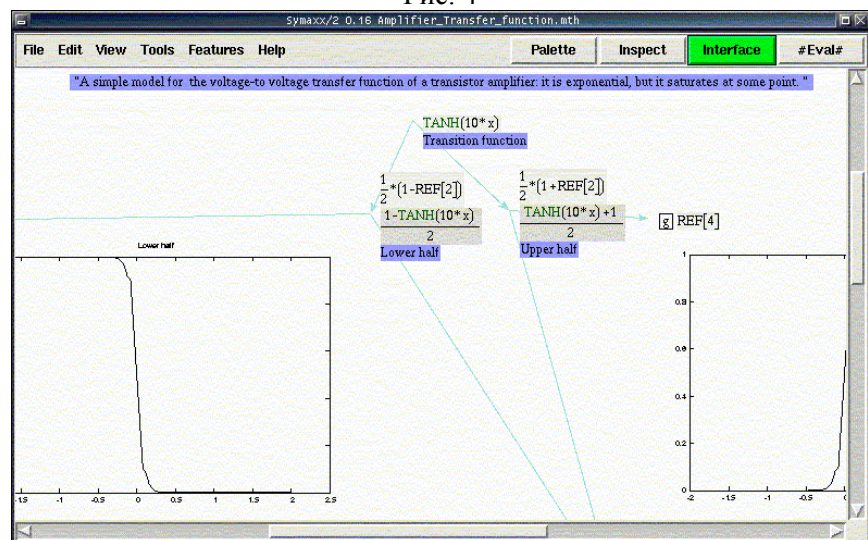 Рис. 4
Symaxx/2 0.16 Amplifier_Transfer_function.mth
File Edit View Tools Features Help Palette Inspect Interface #Eval#
"A simple model for the voltage-to voltage transfer function of a transistor amplifier: it is exponential, but it saturates at some point. "
TANH(10*x)
Transition function
1/2*(1-REF[2])
1/2*(1+REF[2])
1-TANH(10*x)
2
TANH(10*x)+1
2
g REF[4]
Lower half
Upper half
Lower half
1
0.8
0.6
0.4
0.2
0
-1.5 -1 -0.5 0 0.5 1 1.5 2 2.5
-2 -1.5 -1 -0.5 0